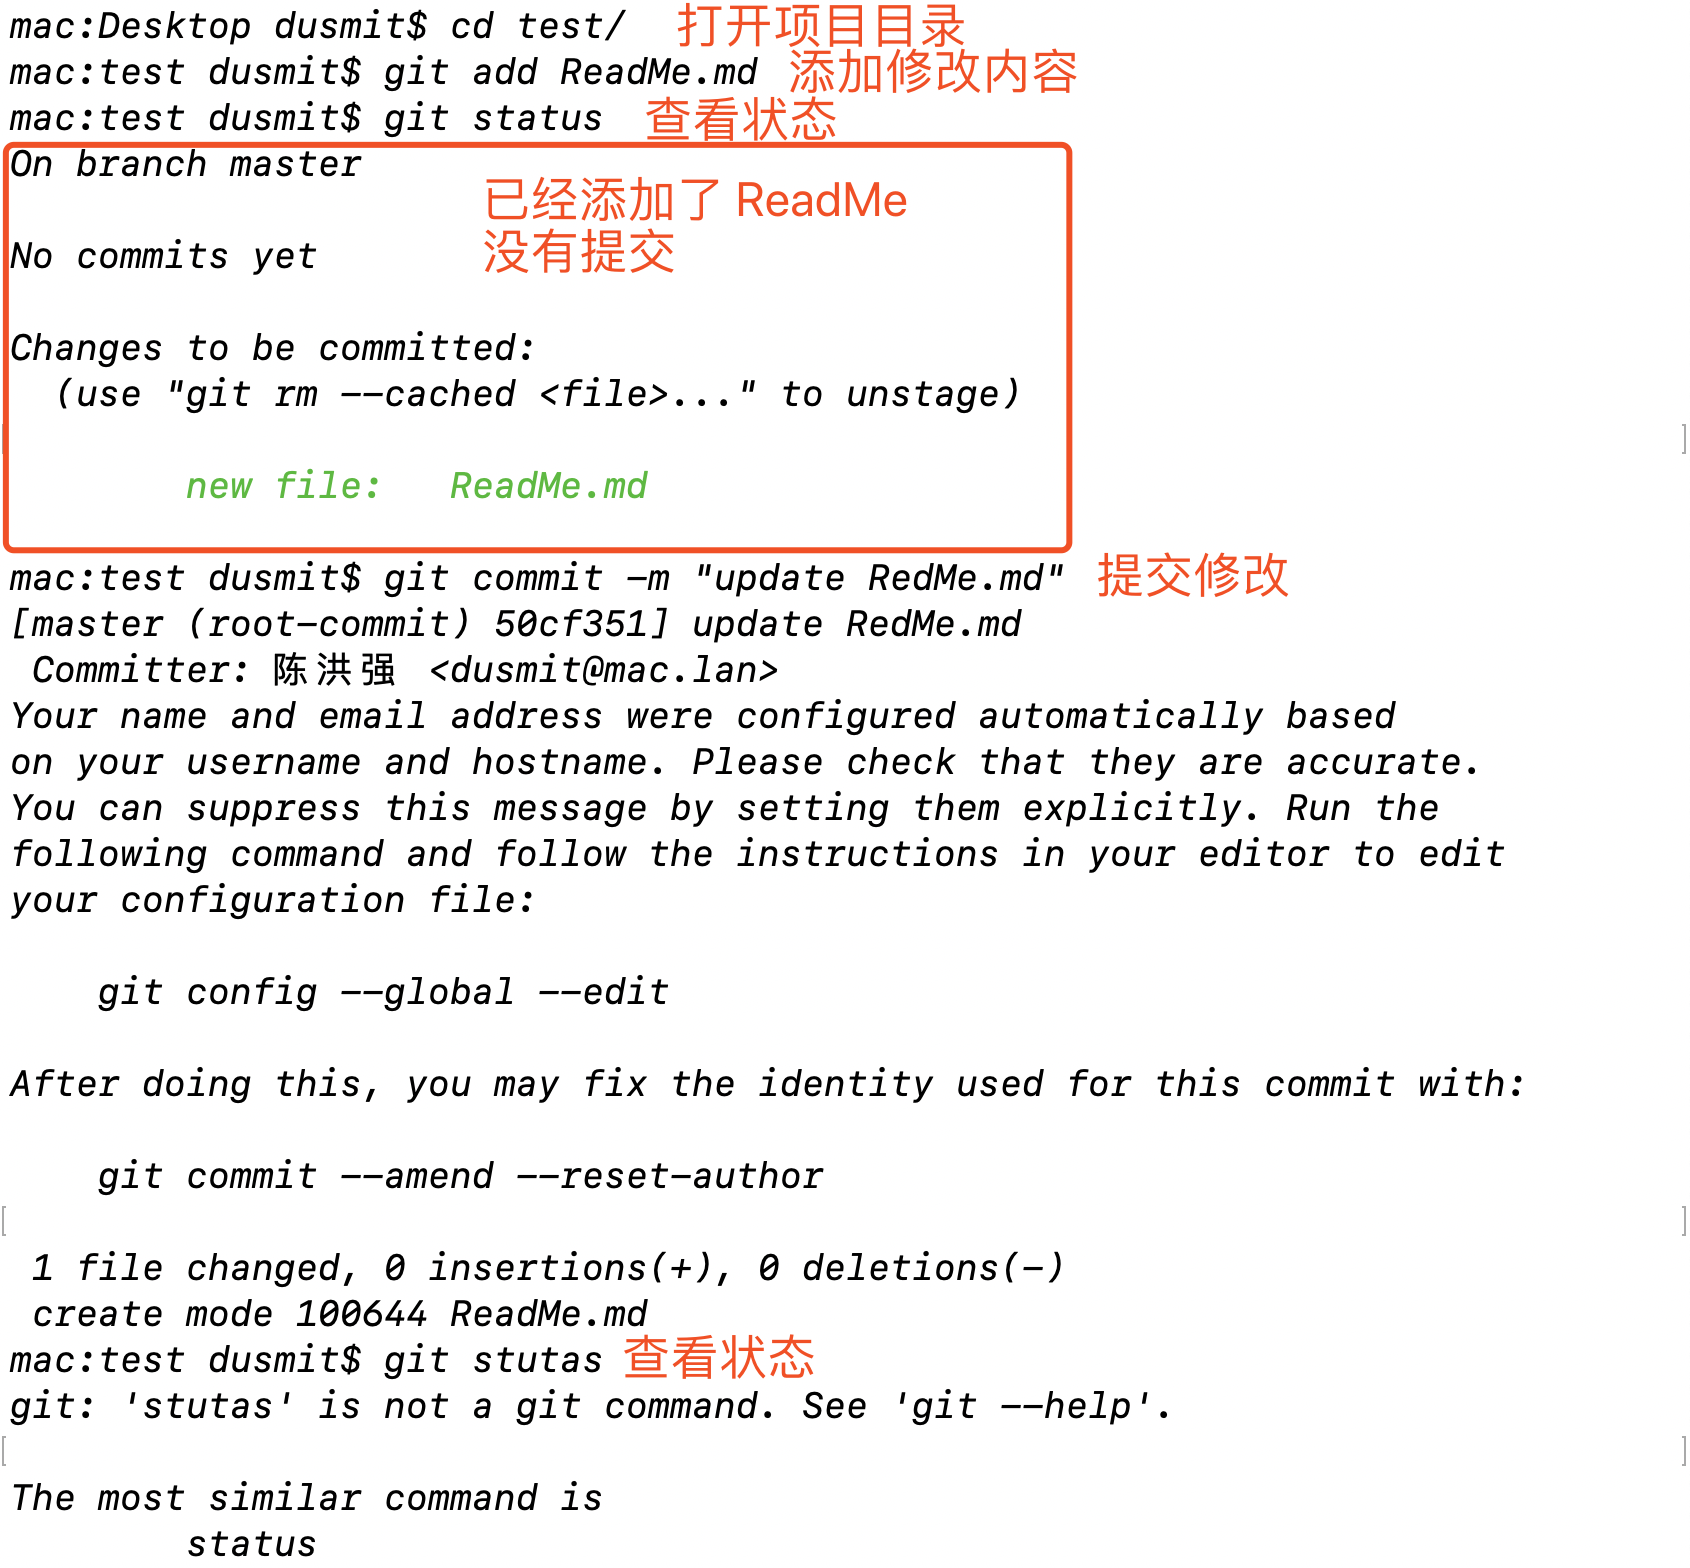 mac:Desktop dusmit$ cd test/ 打开项目目录
mac:test dusmit$ git add ReadMe.md 添加修改内容
mac:test dusmit$ git status 查看状态
On branch master
已经添加了 ReadMe
没有提交
No commits yet
Changes to be committed:
(use "git rm --cached <file>..." to unstage)
new file: ReadMe.md
mac:test dusmit$ git commit -m "update RedMe.md" 提交修改
[master (root-commit) 50cf351] update RedMe.md
Committer: 陈洪强 <dusmit@mac.lan>
Your name and email address were configured automatically based
on your username and hostname. Please check that they are accurate.
You can suppress this message by setting them explicitly. Run the
following command and follow the instructions in your editor to edit
your configuration file:
git config --global --edit
After doing this, you may fix the identity used for this commit with:
git commit --amend --reset-author
1 file changed, 0 insertions(+), 0 deletions(-)
create mode 100644 ReadMe.md
mac:test dusmit$ git stutas 查看状态
git: 'stutas' is not a git command. See 'git --help'.
The most similar command is
status